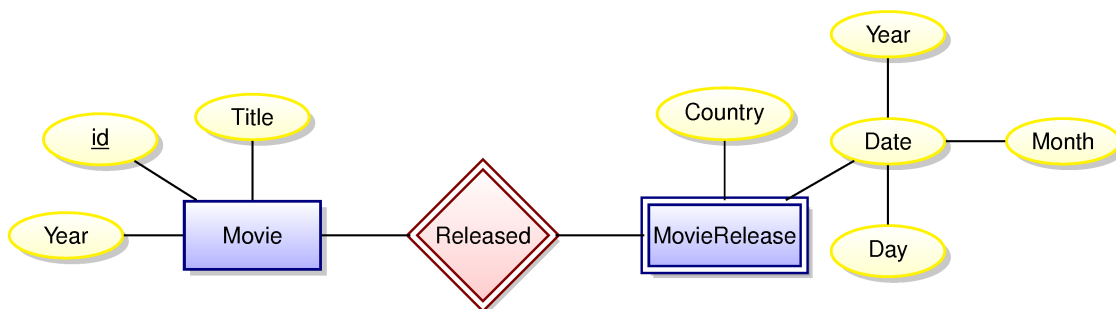 Year
Country
Title
id
Date
Month
Year
Movie
Released
MovieRelease
Day